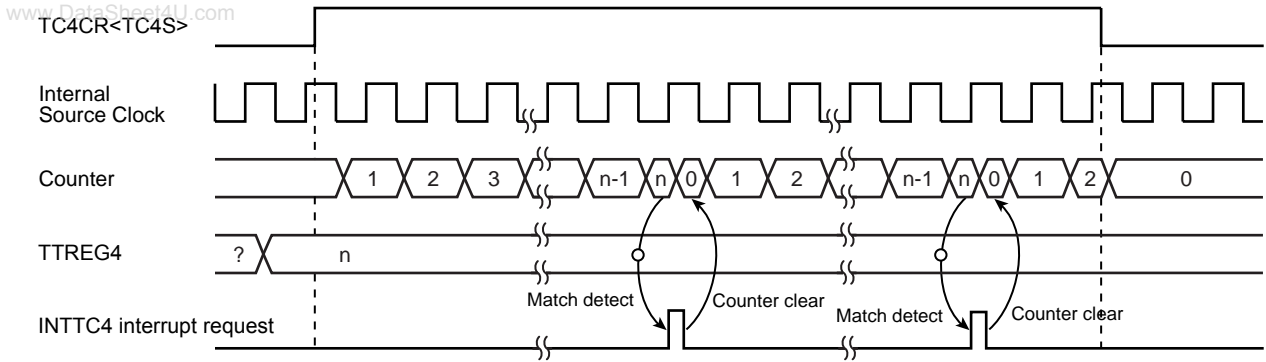 www.DataSheet4U.com
TC4CR<TC4S>
Internal
Source Clock
Counter
1 2 3 n-1 n 0 1 2 n-1 n 0 1 2 0
TTREG4
? n
Match detect Counter clear Match detect Counter clear
INTTC4 interrupt request